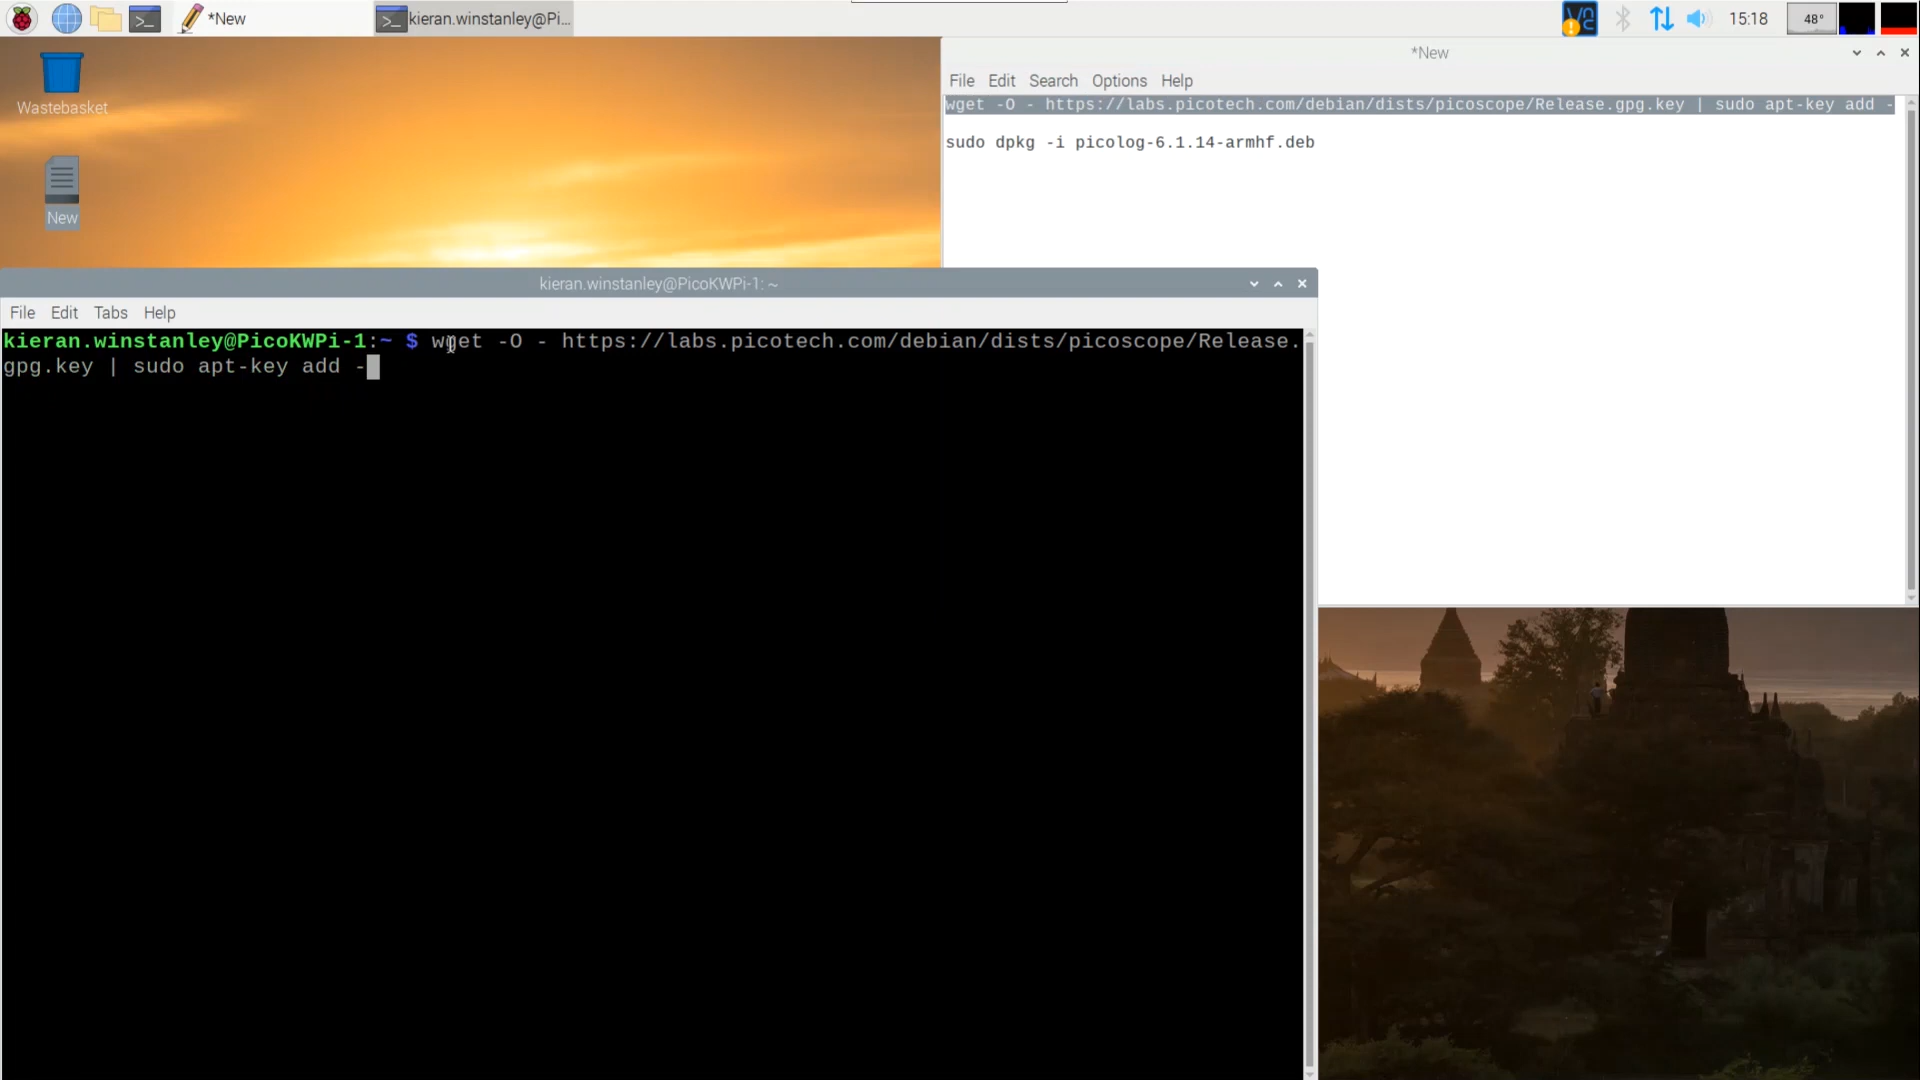 *New
kieran.winstanley@Pi...
15:18
48°
Wastebasket
New
*New
File Edit Search Options Help
wget -O - https://labs.picotech.com/debian/dists/picoscope/Release.gpg.key | sudo apt-key add -
sudo dpkg -i picolog-6.1.14-armhf.deb
kieran.winstanley@PicoKWPi-1: ~
File Edit Tabs Help
kieran.winstanley@PicoKWPi-1:~ $ wget -O - https://labs.picotech.com/debian/dists/picoscope/Release.
gpg.key | sudo apt-key add -